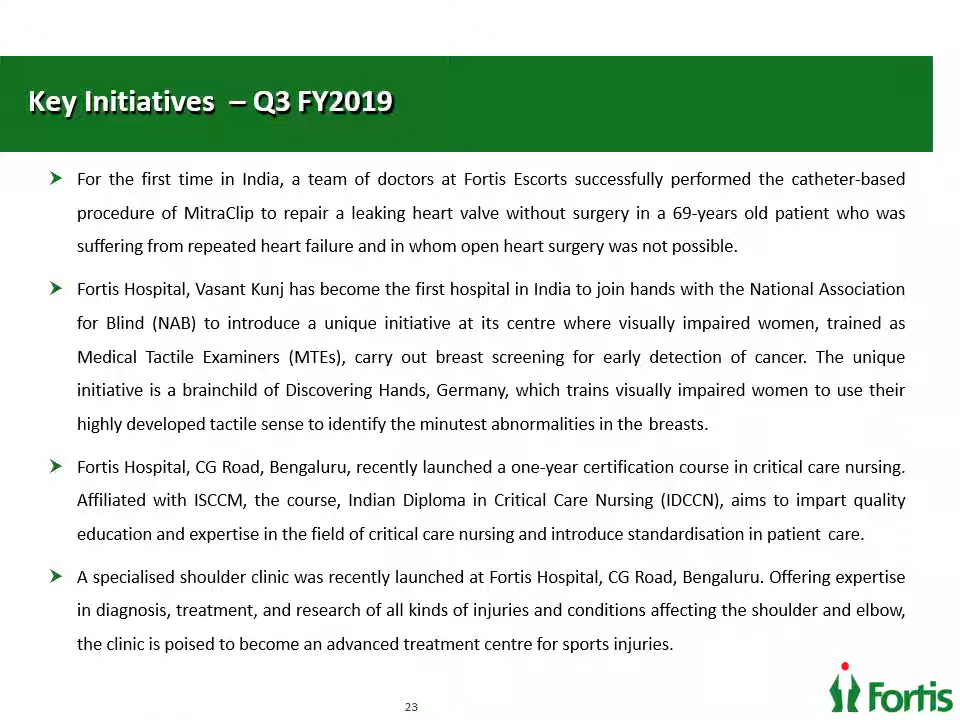 Key Initiatives – Q3 FY2019
For the first time in India, a team of doctors at Fortis Escorts successfully performed the catheter-based
procedure of MitraClip to repair a leaking heart valve without surgery in a 69-years old patient who was
suffering from repeated heart failure and in whom open heart surgery was not possible.
Fortis Hospital, Vasant Kunj has become the first hospital in India to join hands with the National Association
for Blind (NAB) to introduce a unique initiative at its centre where visually impaired women, trained as
Medical Tactile Examiners (MTEs), carry out breast screening for early detection of cancer. The unique
initiative is a brainchild of Discovering Hands, Germany, which trains visually impaired women to use their
highly developed tactile sense to identify the minutest abnormalities in the breasts.
Fortis Hospital, CG Road, Bengaluru, recently launched a one-year certification course in critical care nursing.
Affiliated with ISCCM, the course, Indian Diploma in Critical Care Nursing (IDCCN), aims to impart quality
education and expertise in the field of critical care nursing and introduce standardisation in patient care.
A specialised shoulder clinic was recently launched at Fortis Hospital, CG Road, Bengaluru. Offering expertise
in diagnosis, treatment, and research of all kinds of injuries and conditions affecting the shoulder and elbow,
the clinic is poised to become an advanced treatment centre for sports injuries.
23
Fortis